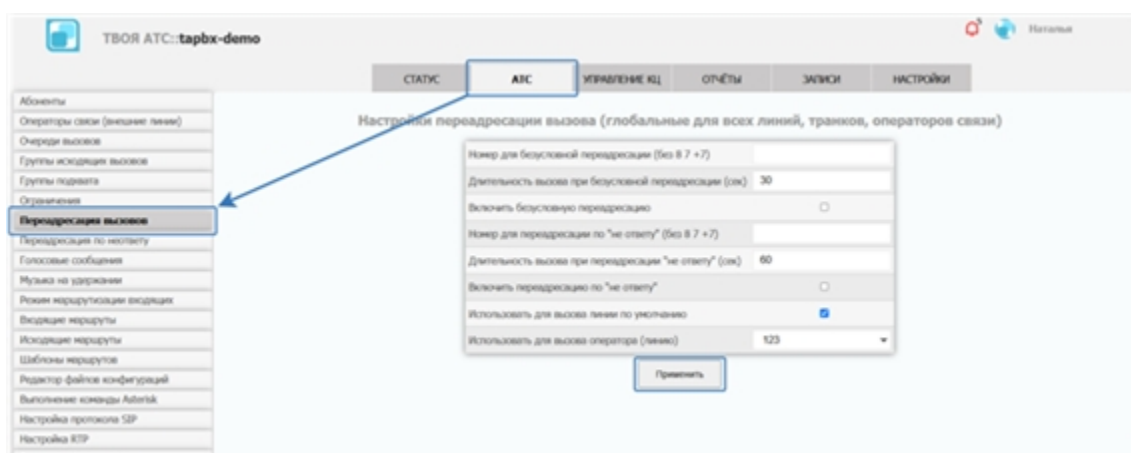 ТВОЯ АТС::tapbx-demo
Наталья
СТАТУС
АТС
УПРАВЛЕНИЕ КЦ
ОТЧЁТЫ
ЗАПИСИ
НАСТРОЙКИ
Абоненты
Операторы связи (внешние линии)
Очереди вызовов
Группы исходящих вызовов
Группы подхвата
Ограничения
Переадресация вызовов
Переадресация по неответу
Голосовые сообщения
Музыка на удержании
Режим маршрутизации входящих
Входящие маршруты
Исходящие маршруты
Шаблоны маршрутов
Редактор файлов конфигураций
Выполнение команды Asterisk
Настройка протокола SIP
Настройка RTP
Настройки переадресации вызова (глобальные для всех линий, транков, операторов связи)
Номер для безусловной переадресации (без 8 7 +7)
Длительность вызова при безусловной переадресации (сек) 30
Включить безусловную переадресацию
Номер для переадресации по "не ответу" (без 8 7 +7)
Длительность вызова при переадресации "не ответу" (сек) 60
Включить переадресацию по "не ответу"
Использовать для вызова линии по умолчанию
Использовать для вызова оператора (линию) 123
Применить